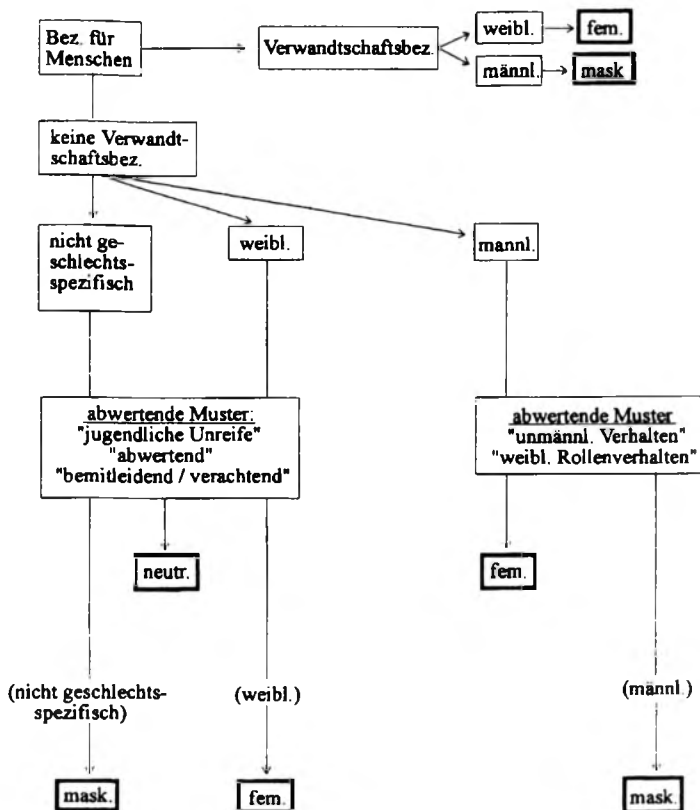 Bez. für
Menschen
Verwandtschaftsbez.
weibl.
fem.
männl.
mask
keine Verwandt-
schaftsbez.
nicht ge-
schlechts-
spezifisch
weibl.
mannl.
abwertende Muster:
"jugendliche Unreife"
"abwertend"
"bemitleidend / verachtend"
abwertende Muster
"unmännl. Verhalten"
"weibl. Rollenverhalten"
neutr.
fem.
(nicht geschlechts-
spezifisch)
(weibl.)
(männl.)
mask.
fem.
mask.